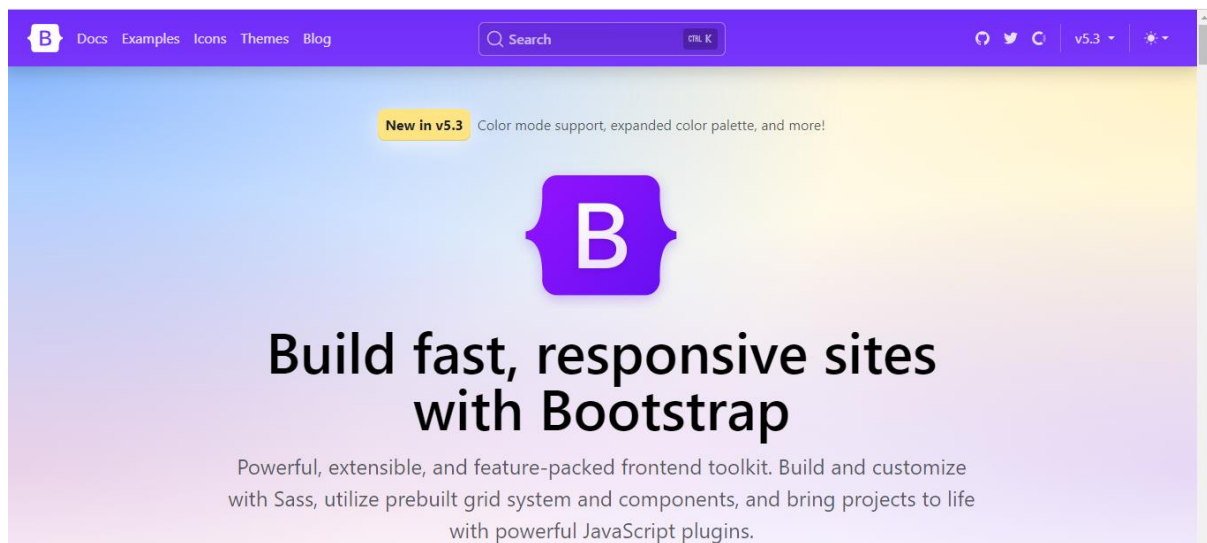 B Docs Examples Icons Themes Blog Search CTRL K v5.3
New in v5.3 Color mode support, expanded color palette, and more!
B
Build fast, responsive sites
with Bootstrap
Powerful, extensible, and feature-packed frontend toolkit. Build and customize
with Sass, utilize prebuilt grid system and components, and bring projects to life
with powerful JavaScript plugins.